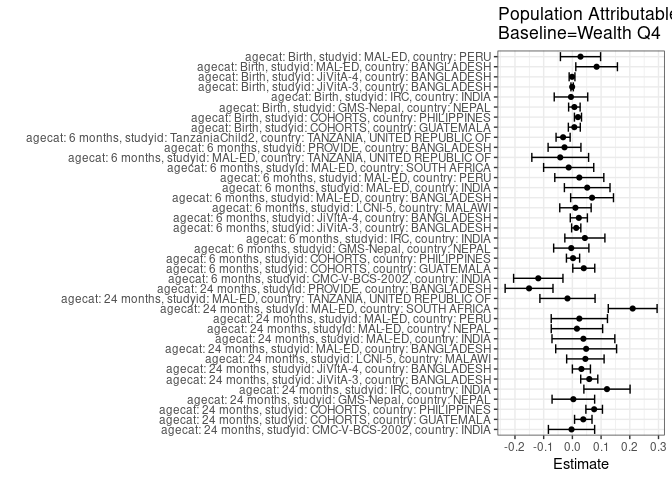 Population Attributable
Baseline=Wealth Q4
agecat: Birth, studyid: MAL-ED, country: PERU
agecat: Birth, studyid: MAL-ED, country: BANGLADESH
agecat: Birth, studyid: JiVitA-4, country: BANGLADESH
agecat: Birth, studyid: JiVitA-3, country: BANGLADESH
agecat: Birth, studyid: IRC, country: INDIA
agecat: Birth, studyid: GMS-Nepal, country: NEPAL
agecat: Birth, studyid: COHORTS, country: PHILIPPINES
agecat: Birth, studyid: COHORTS, country: GUATEMALA
agecat: 6 months, studyid: TanzaniaChild2, country: TANZANIA, UNITED REPUBLIC OF
agecat: 6 months, studyid: PROVIDE, country: BANGLADESH
agecat: 6 months, studyid: MAL-ED, country: TANZANIA, UNITED REPUBLIC OF
agecat: 6 months, studyid: MAL-ED, country: SOUTH AFRICA
agecat: 6 months, studyid: MAL-ED, country: PERU
agecat: 6 months, studyid: MAL-ED, country: INDIA
agecat: 6 months, studyid: MAL-ED, country: BANGLADESH
agecat: 6 months, studyid: LCNI-5, country: MALAWI
agecat: 6 months, studyid: JiVitA-4, country: BANGLADESH
agecat: 6 months, studyid: JiVitA-3, country: BANGLADESH
agecat: 6 months, studyid: IRC, country: INDIA
agecat: 6 months, studyid: GMS-Nepal, country: NEPAL
agecat: 6 months, studyid: COHORTS, country: PHILIPPINES
agecat: 6 months, studyid: COHORTS, country: GUATEMALA
agecat: 6 months, studyid: CMC-V-BCS-2002, country: INDIA
agecat: 24 months, studyid: PROVIDE, country: BANGLADESH
agecat: 24 months, studyid: MAL-ED, country: TANZANIA, UNITED REPUBLIC OF
agecat: 24 months, studyid: MAL-ED, country: SOUTH AFRICA
agecat: 24 months, studyid: MAL-ED, country: PERU
agecat: 24 months, studyid: MAL-ED, country: NEPAL
agecat: 24 months, studyid: MAL-ED, country: INDIA
agecat: 24 months, studyid: MAL-ED, country: BANGLADESH
agecat: 24 months, studyid: LCNI-5, country: MALAWI
agecat: 24 months, studyid: JiVitA-4, country: BANGLADESH
agecat: 24 months, studyid: JiVitA-3, country: BANGLADESH
agecat: 24 months, studyid: IRC, country: INDIA
agecat: 24 months, studyid: GMS-Nepal, country: NEPAL
agecat: 24 months, studyid: COHORTS, country: PHILIPPINES
agecat: 24 months, studyid: COHORTS, country: GUATEMALA
agecat: 24 months, studyid: CMC-V-BCS-2002, country: INDIA
-0.2 -0.1 0.0 0.1 0.2 0.3
Estimate